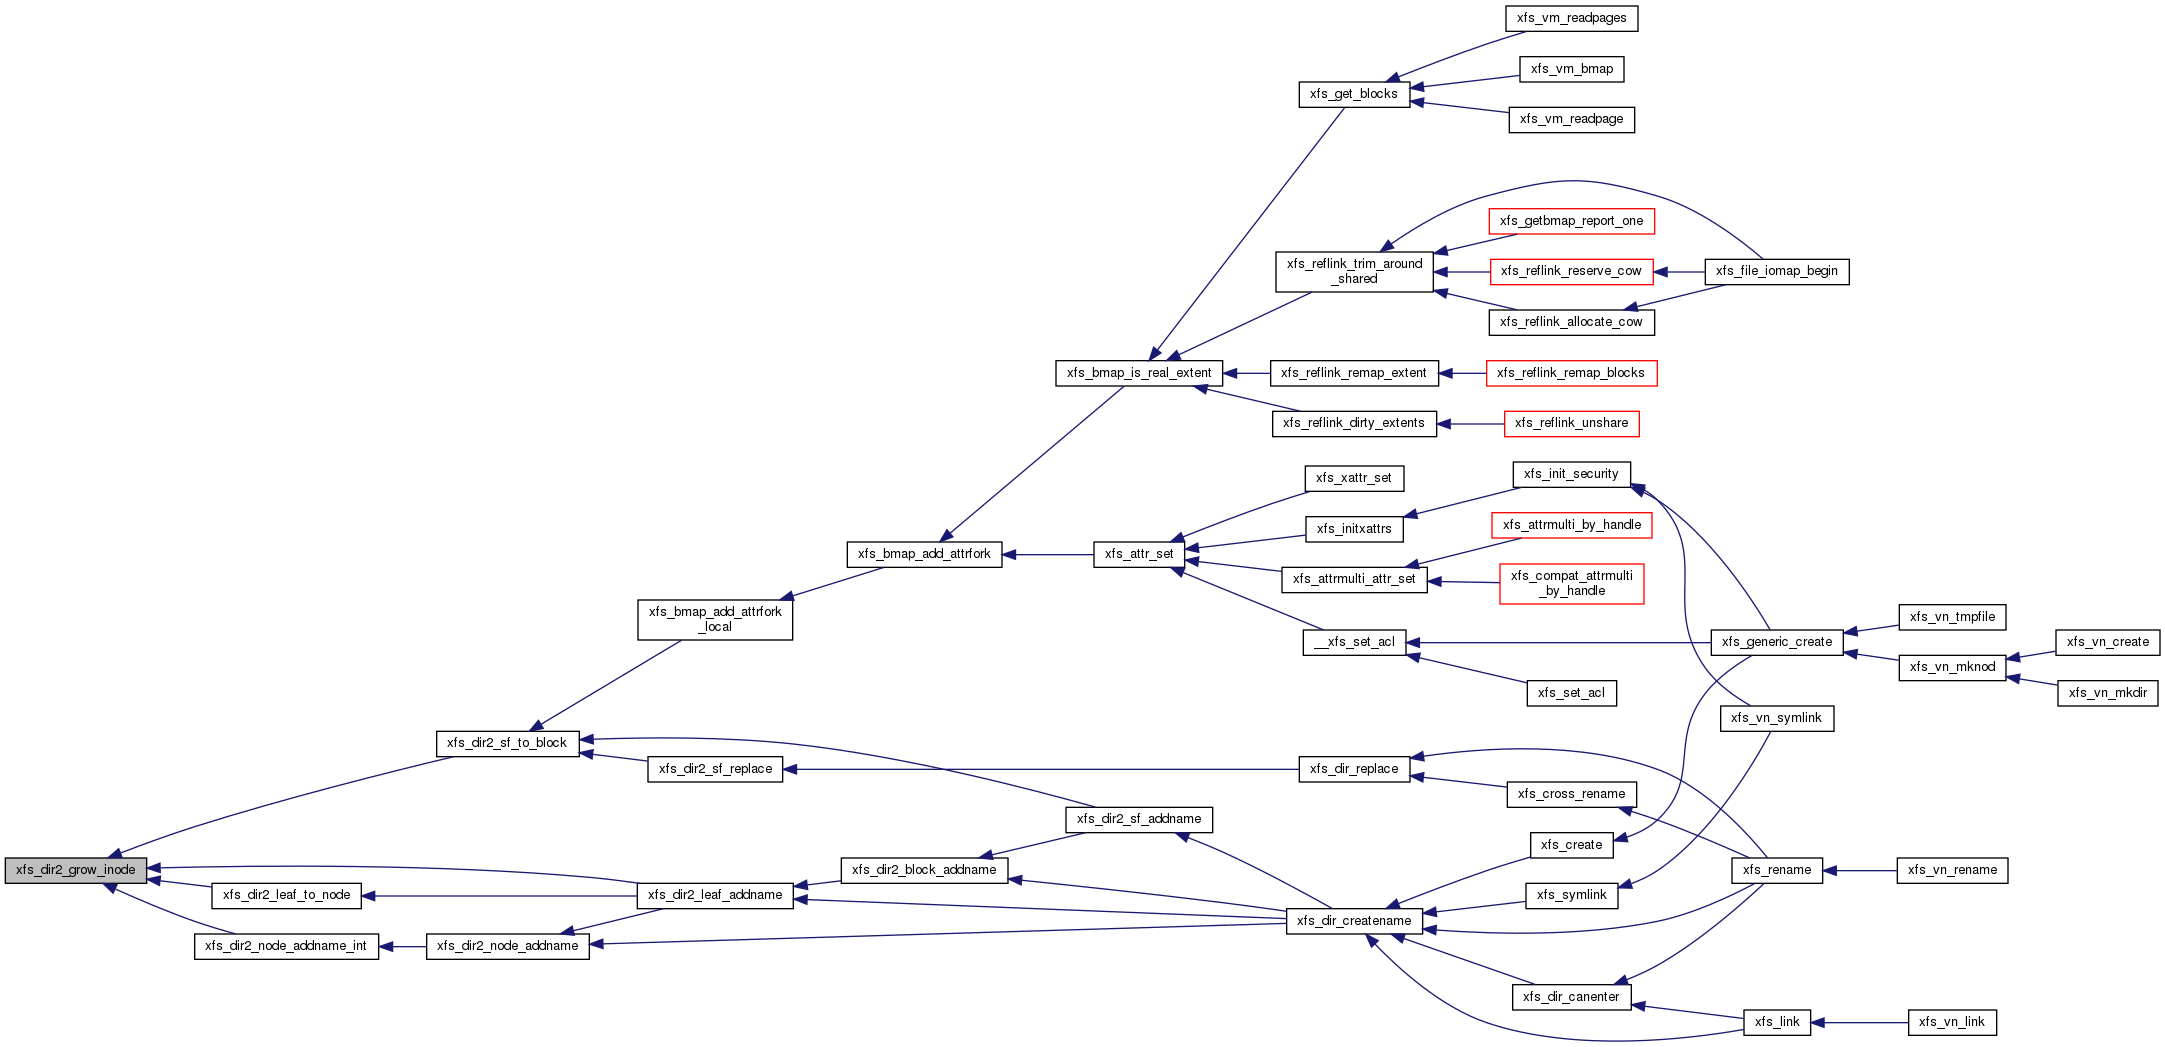 xfs_vm_readpages
xfs_vm_bmap
xfs_get_blocks
xfs_vm_readpage
xfs_getbmap_report_one
xfs_reflink_trim_around
_shared
xfs_reflink_reserve_cow
xfs_file_iomap_begin
xfs_reflink_allocate_cow
xfs_bmap_is_real_extent
xfs_reflink_remap_extent
xfs_reflink_remap_blocks
xfs_reflink_dirty_extents
xfs_reflink_unshare
xfs_xattr_set
xfs_init_security
xfs_initxattrs
xfs_attrmulti_by_handle
xfs_bmap_add_attrfork
xfs_attr_set
xfs_attrmulti_attr_set
xfs_compat_attrmulti
_by_handle
xfs_bmap_add_attrfork
_local
__xfs_set_acl
xfs_generic_create
xfs_vn_tmpfile
xfs_vn_create
xfs_vn_mknod
xfs_set_acl
xfs_vn_mkdir
xfs_vn_symlink
xfs_dir2_sf_to_block
xfs_dir2_sf_replace
xfs_dir_replace
xfs_cross_rename
xfs_dir2_sf_addname
xfs_create
xfs_dir2_grow_inode
xfs_dir2_block_addname
xfs_rename
xfs_vn_rename
xfs_dir2_leaf_to_node
xfs_dir2_leaf_addname
xfs_symlink
xfs_dir_createname
xfs_dir2_node_addname_int
xfs_dir2_node_addname
xfs_dir_canenter
xfs_link
xfs_vn_link